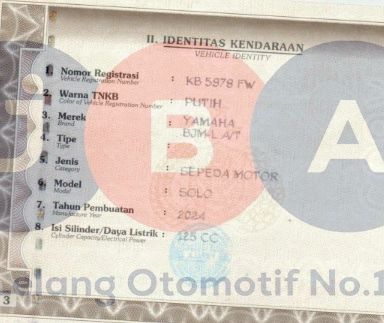 II. IDENTITAS KENDARAAN
VEHICLE IDENTITY
1. Nomor Registrasi : KB 5978 FW
Vehicle Registration Number
2. Warna TNKB : PUTIH
Color of Vehicle Registration Number
3. Merek : YAMAHA
Brand
4. Tipe : BJM-L A/T
Type
5. Jenis : SEPEDA MOTOR
Category
6. Model : SOLO
Model
7. Tahun Pembuatan : 2024
Manufacture Year
8. Isi Silinder/Daya Listrik : 125 CC
Cylinder Capacity/Electrical Power
BA
Lelang Otomotif No.1
3